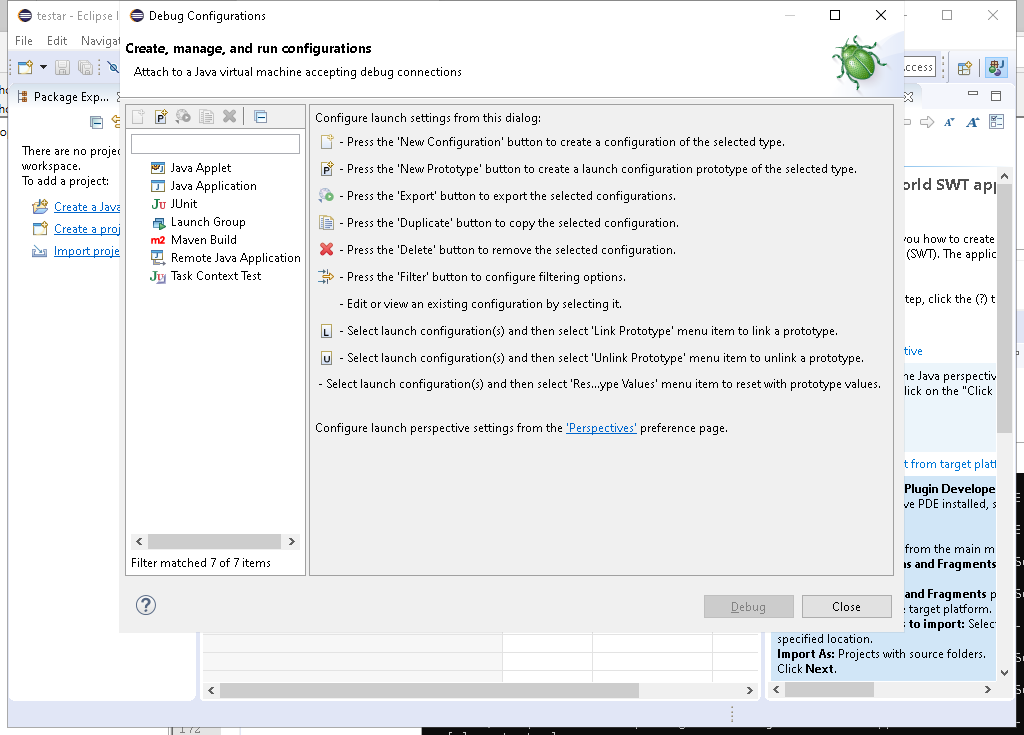 testar - Eclipse I
Debug Configurations
File Edit Navigat
Create, manage, and run configurations
Attach to a Java virtual machine accepting debug connections
ccess
Package Exp...
There are no projec
workspace.
To add a project:
Create a Java
Create a proj
Import proje
Java Applet
Java Application
JUnit
Launch Group
Maven Build
Remote Java Application
Task Context Test
Filter matched 7 of 7 items
Configure launch settings from this dialog:
- Press the 'New Configuration' button to create a configuration of the selected type.
- Press the 'New Prototype' button to create a launch configuration prototype of the selected type.
- Press the 'Export' button to export the selected configurations.
- Press the 'Duplicate' button to copy the selected configuration.
- Press the 'Delete' button to remove the selected configuration.
- Press the 'Filter' button to configure filtering options.
- Edit or view an existing configuration by selecting it.
- Select launch configuration(s) and then select 'Link Prototype' menu item to link a prototype.
- Select launch configuration(s) and then select 'Unlink Prototype' menu item to unlink a prototype.
- Select launch configuration(s) and then select 'Res...ype Values' menu item to reset with prototype values.
Configure launch perspective settings from the 'Perspectives' preference page.
Debug
Close
orld SWT app
you how to create
(SWT). The applic
tep, click the (?) t
tive
he Java perspectiv
lick on the "Click
t from target platf
Plugin Develope
ve PDE installed, s
from the main m
ns and Fragments
and Fragments p
e target platform.
s to import: Selec
specified location.
Import As: Projects with source folders.
Click Next.
172